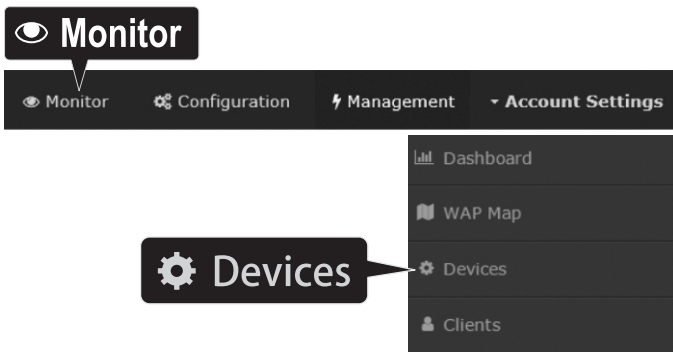 Monitor
Monitor Configuration Management Account Settings
Dashboard
WAP Map
Devices
Devices
Clients